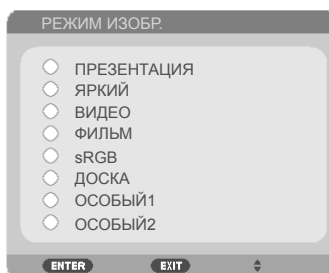 РЕЖИМ ИЗОБР.
ПРЕЗЕНТАЦИЯ
ЯРКИЙ
ВИДЕО
ФИЛЬМ
sRGB
ДОСКА
ОСОБЫЙ1
ОСОБЫЙ2
ENTER EXIT